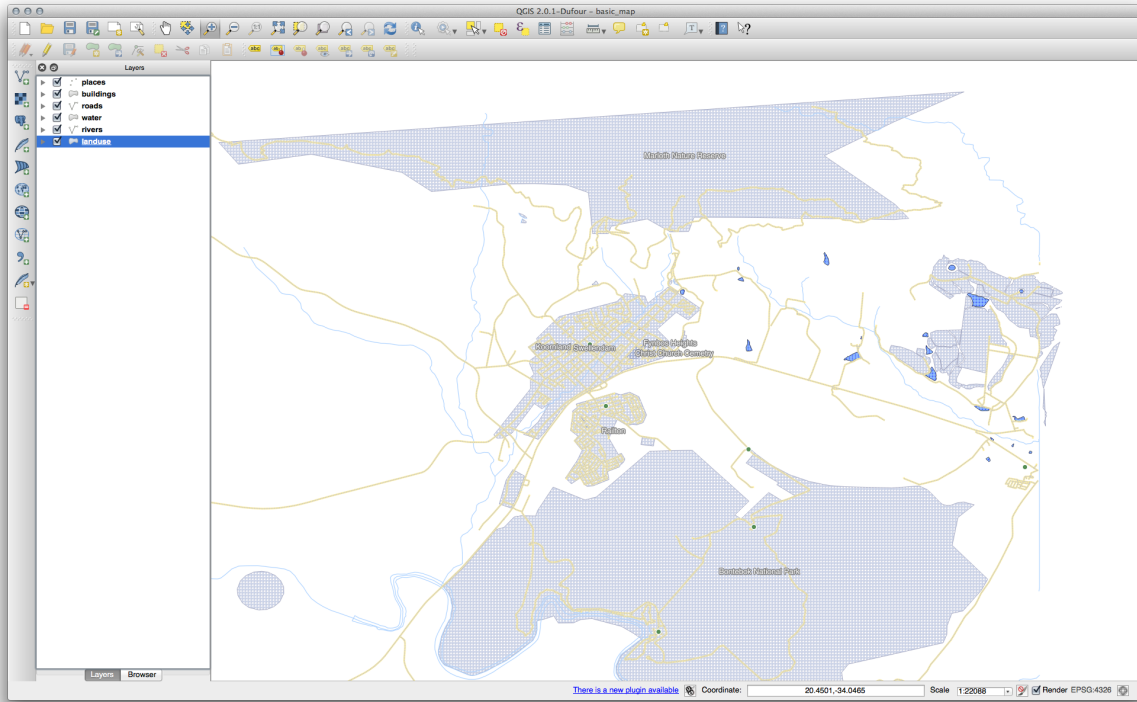 QGIS 2.0.1-Dufour – basic_map
Layers
places
buildings
roads
water
rivers
landuse
Marloth Nature Reserve
Koornland
Swellendam
Fynbos Heights
Christ Church Cemetry
Railton
Bontebok National Park
Layers
Browser
There is a new plugin available
Coordinate:
20.4501,-34.0465
Scale
1:22088
Render
EPSG:4326